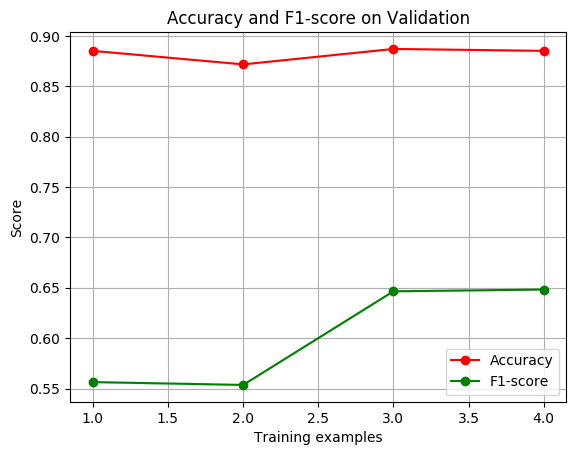 Accuracy and F1-score on Validation
0.90
0.85
0.80
0.75
0.70
0.65
0.60
0.55
Score
1.0 1.5 2.0 2.5 3.0 3.5 4.0
Training examples
Accuracy
F1-score